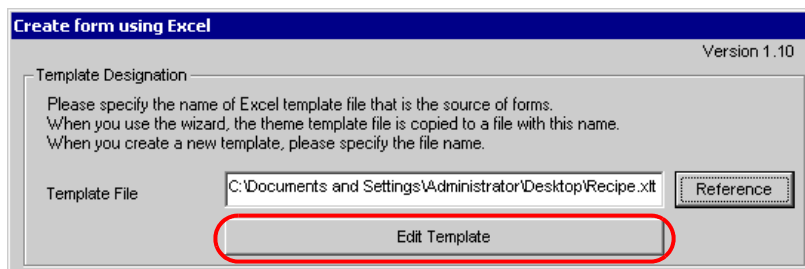 Create form using Excel
Version 1.10
Template Designation
Please specify the name of Excel template file that is the source of forms.
When you use the wizard, the theme template file is copied to a file with this name.
When you create a new template, please specify the file name.
Template File
C:\Documents and Settings\Administrator\Desktop\Recipe.xlt
Reference
Edit Template